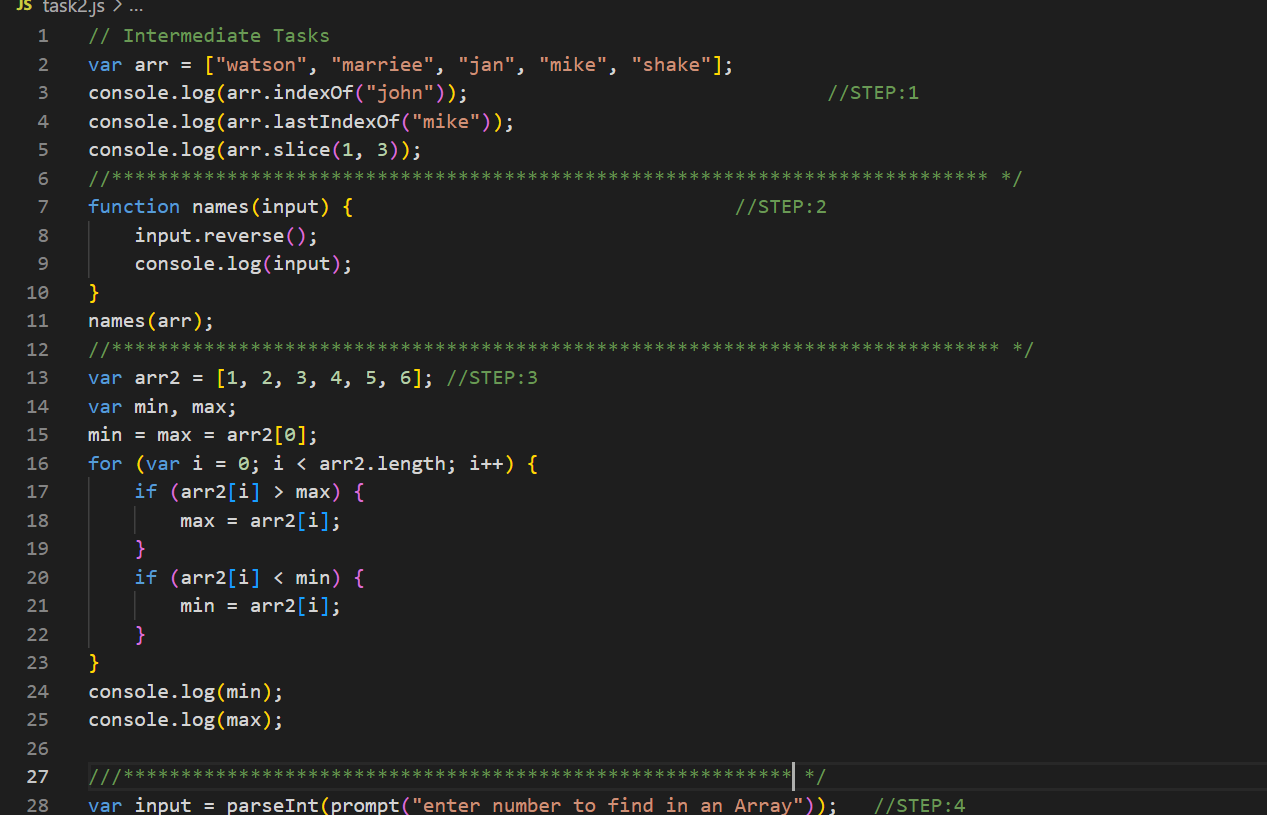 JS task2.js > ...
1 // Intermediate Tasks
2 var arr = ["watson", "marriee", "jan", "mike", "shake"];
3 console.log(arr.indexOf("john")); //STEP:1
4 console.log(arr.lastIndexOf("mike"));
5 console.log(arr.slice(1, 3));
6 //**************************************************************************** */
7 function names(input) { //STEP:2
8     input.reverse();
9     console.log(input);
10 }
11 names(arr);
12 //***************************************************************************** */
13 var arr2 = [1, 2, 3, 4, 5, 6]; //STEP:3
14 var min, max;
15 min = max = arr2[0];
16 for (var i = 0; i < arr2.length; i++) {
17     if (arr2[i] > max) {
18         max = arr2[i];
19     }
20     if (arr2[i] < min) {
21         min = arr2[i];
22     }
23 }
24 console.log(min);
25 console.log(max);
26
27 ///********************************************************** */
28 var input = parseInt(prompt("enter number to find in an Array")); //STEP:4